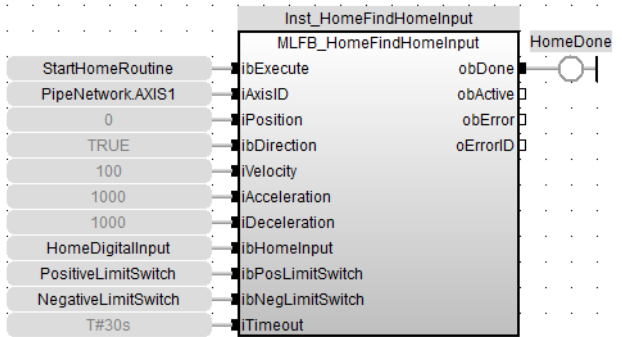 Inst_HomeFindHomeInput
MLFB_HomeFindHomeInput HomeDone
StartHomeRoutine ibExecute obDone
PipeNetwork.AXIS1 iAxisID obActive
0 iPosition obError
TRUE ibDirection oErrorID
100 iVelocity
1000 iAcceleration
1000 iDeceleration
HomeDigitalInput ibHomeInput
PositiveLimitSwitch ibPosLimitSwitch
NegativeLimitSwitch ibNegLimitSwitch
T#30s iTimeout